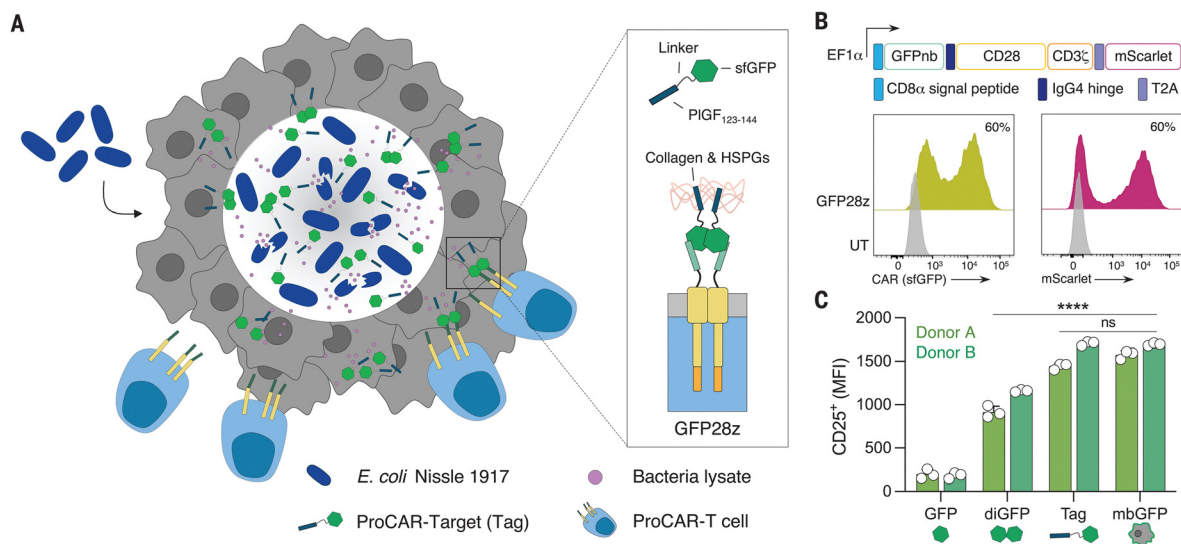 A
Linker
sfGFP
PlGF123-144
Collagen & HSPGs
GFP28z
E. coli Nissle 1917
Bacteria lysate
ProCAR-Target (Tag)
ProCAR-T cell
B
EF1α
GFPnb
CD28
CD3ζ
mScarlet
CD8α signal peptide
IgG4 hinge
T2A
60%
60%
GFP28z
UT
0 10³ 10⁴ 10⁵
0 10³ 10⁴ 10⁵
CAR (sfGFP)
mScarlet
C
****
Donor A
ns
Donor B
2000
1500
1000
500
0
CD25⁺ (MFI)
GFP diGFP Tag mbGFP